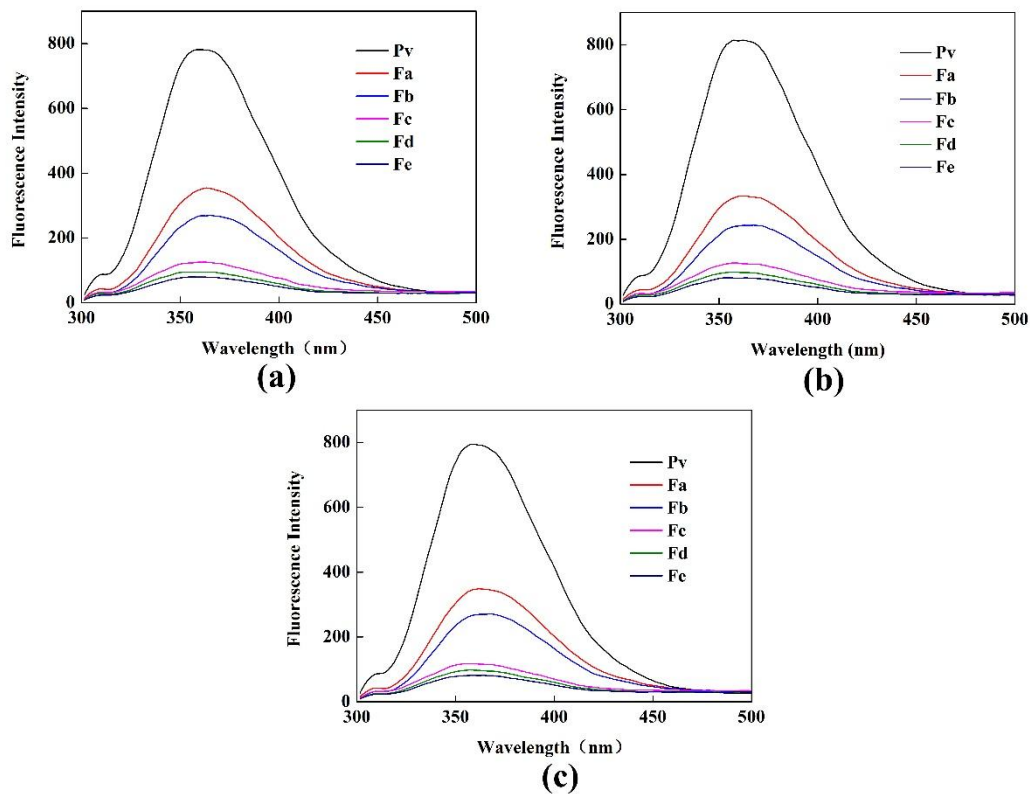 Fluorescence Intensity
800
600
400
200
0
Pv
Fa
Fb
Fc
Fd
Fe
300 350 400 450 500
Wavelength（nm）
(a)
Fluorescence Intensity
800
600
400
200
0
Pv
Fa
Fb
Fc
Fd
Fe
300 350 400 450 500
Wavelength (nm)
(b)
Fluorescence Intensity
800
600
400
200
0
Pv
Fa
Fb
Fc
Fd
Fe
300 350 400 450 500
Wavelength（nm）
(c)